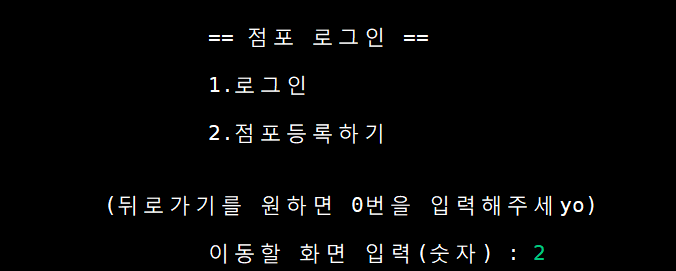 == 점포 로그인 ==
1.로그인
2.점포등록하기
(뒤로가기를 원하면 0번을 입력해주세yo)
이동할 화면 입력(숫자) : 2